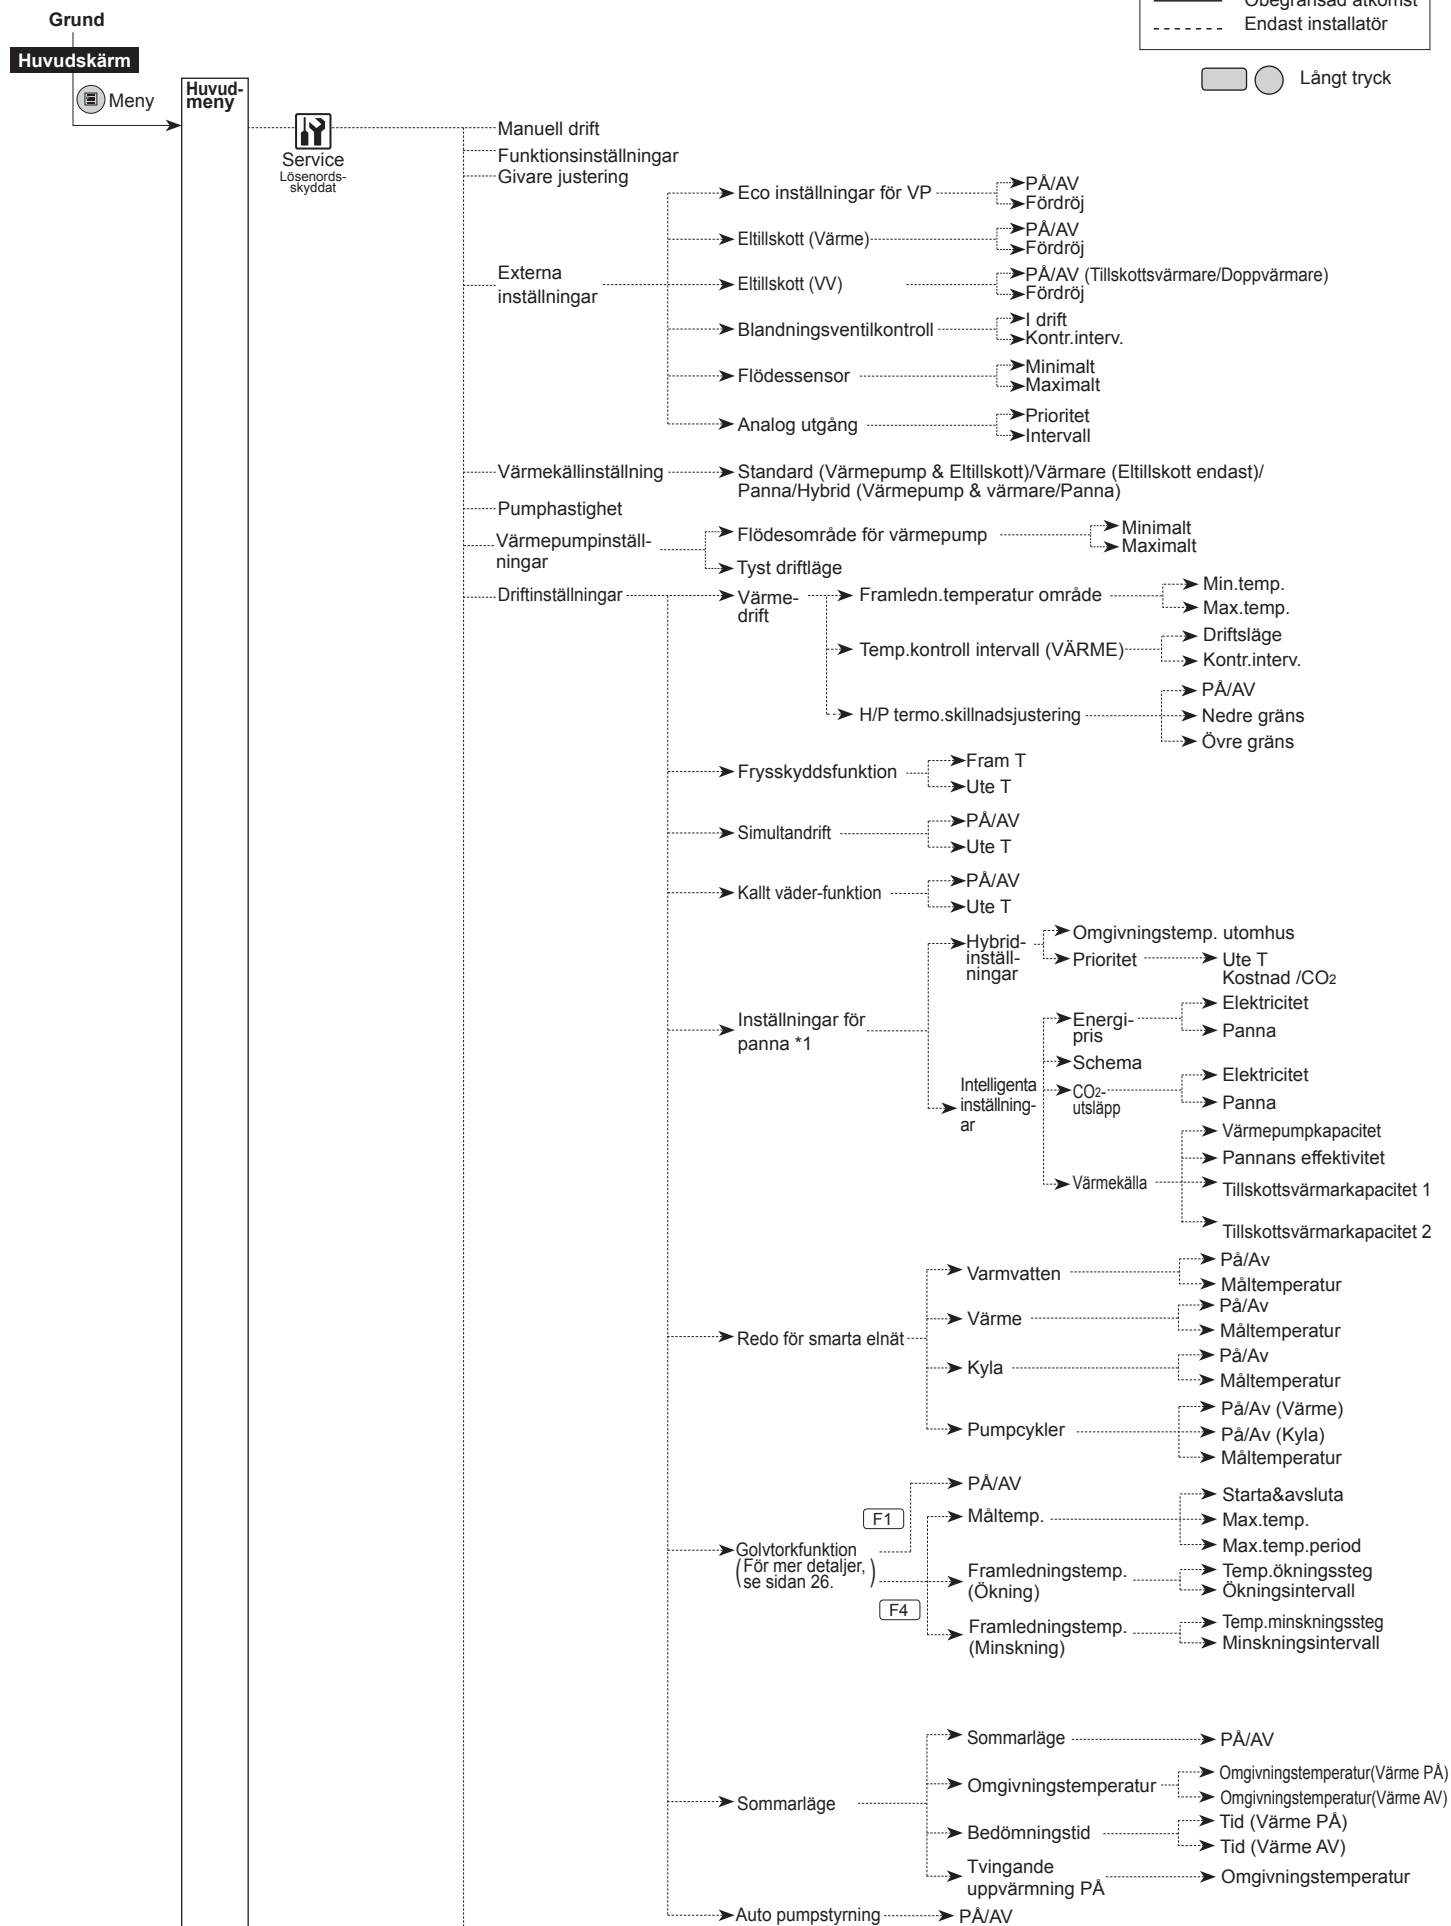 Obegränsad åtkomst
Endast installatör
Långt tryck
Grund
Huvudskärm
Meny
Huvud-
meny
Service
Lösenords-
skyddat
Manuell drift
Funktionsinställningar
Givare justering
Externa
inställningar
Eco inställningar för VP
PÅ/AV
Fördröj
Eltillskott (Värme)
PÅ/AV
Fördröj
Eltillskott (VV)
PÅ/AV (Tillskottsvärmare/Doppvärmare)
Fördröj
Blandningsventilkontroll
I drift
Kontr.interv.
Flödessensor
Minimalt
Maximalt
Analog utgång
Prioritet
Intervall
Värmekällinställning
Standard (Värmepump & Eltillskott)/Värmare (Eltillskott endast)/
Panna/Hybrid (Värmepump & värmare/Panna)
Pumphastighet
Värmepumpinställ-
ningar
Flödesområde för värmepump
Minimalt
Maximalt
Tyst driftläge
Driftinställningar
Värme-
drift
Framledn.temperatur område
Min.temp.
Max.temp.
Temp.kontroll intervall (VÄRME)
Driftsläge
Kontr.interv.
H/P termo.skillnadsjustering
PÅ/AV
Nedre gräns
Övre gräns
Frysskyddsfunktion
Fram T
Ute T
Simultandrift
PÅ/AV
Ute T
Kallt väder-funktion
PÅ/AV
Ute T
Inställningar för
panna *1
Hybrid-
inställ-
ningar
Omgivningstemp. utomhus
Prioritet
Ute T
Kostnad /CO2
Intelligenta
inställning-
ar
Energi-
pris
Elektricitet
Panna
Schema
CO2-
utsläpp
Elektricitet
Panna
Värmekälla
Värmepumpkapacitet
Pannans effektivitet
Tillskottsvärmarkapacitet 1
Tillskottsvärmarkapacitet 2
Redo för smarta elnät
Varmvatten
På/Av
Måltemperatur
Värme
På/Av
Måltemperatur
Kyla
På/Av
Måltemperatur
Pumpcykler
På/Av (Värme)
På/Av (Kyla)
Måltemperatur
Golvtorkfunktion
(För mer detaljer,
se sidan 26.)
F1
PÅ/AV
F4
Måltemp.
Starta&avsluta
Max.temp.
Max.temp.period
Framledningstemp.
(Ökning)
Temp.ökningssteg
Ökningsintervall
Framledningstemp.
(Minskning)
Temp.minskningssteg
Minskningsintervall
Sommarläge
Sommarläge
PÅ/AV
Omgivningstemperatur
Omgivningstemperatur(Värme PÅ)
Omgivningstemperatur(Värme AV)
Bedömningstid
Tid (Värme PÅ)
Tid (Värme AV)
Tvingande
uppvärmning PÅ
Omgivningstemperatur
Auto pumpstyrning
PÅ/AV